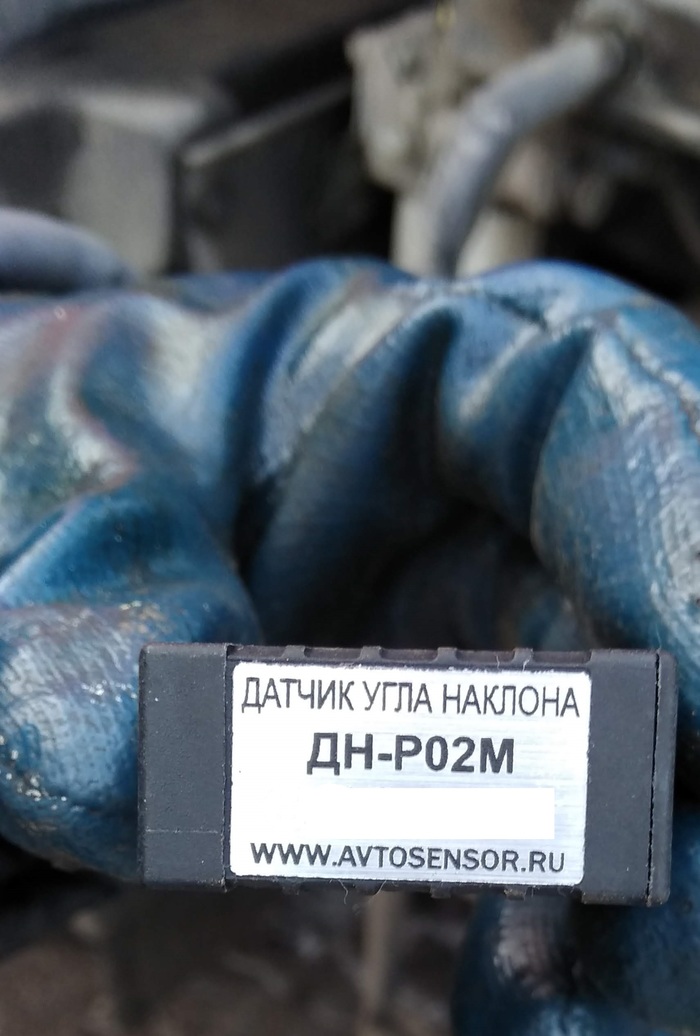 ДАТЧИК УГЛА НАКЛОНА
ДН-Р02М
WWW.AVTOSENSOR.RU